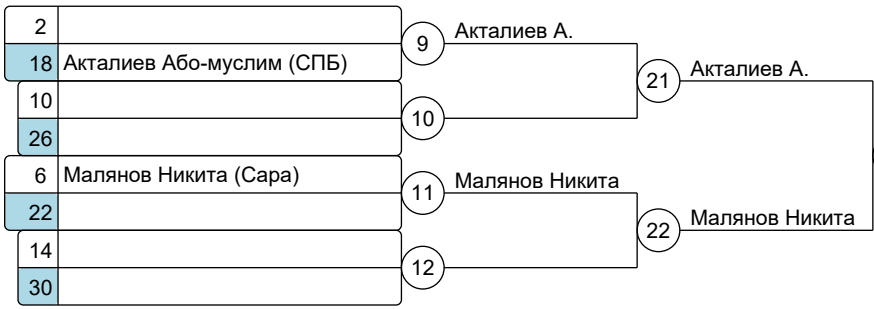 2
18 Акталиев Або-муслим (СПБ)
9 Акталиев А.
10
26
10
21 Акталиев А.
6 Малянов Никита (Сара)
22
11 Малянов Никита
14
30
12
22 Малянов Никита